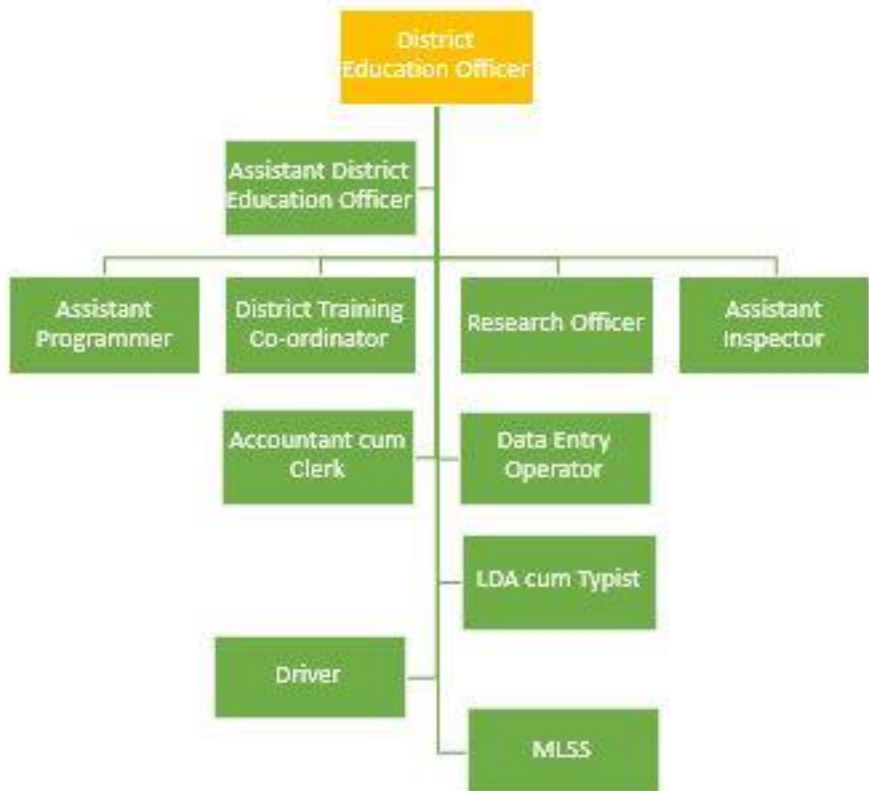 District
Education Officer
Assistant District
Education Officer
Assistant
Programmer
District Training
Co-ordinator
Research Officer
Assistant
Inspector
Accountant cum
Clerk
Data Entry
Operator
LDA cum Typist
Driver
MLSS